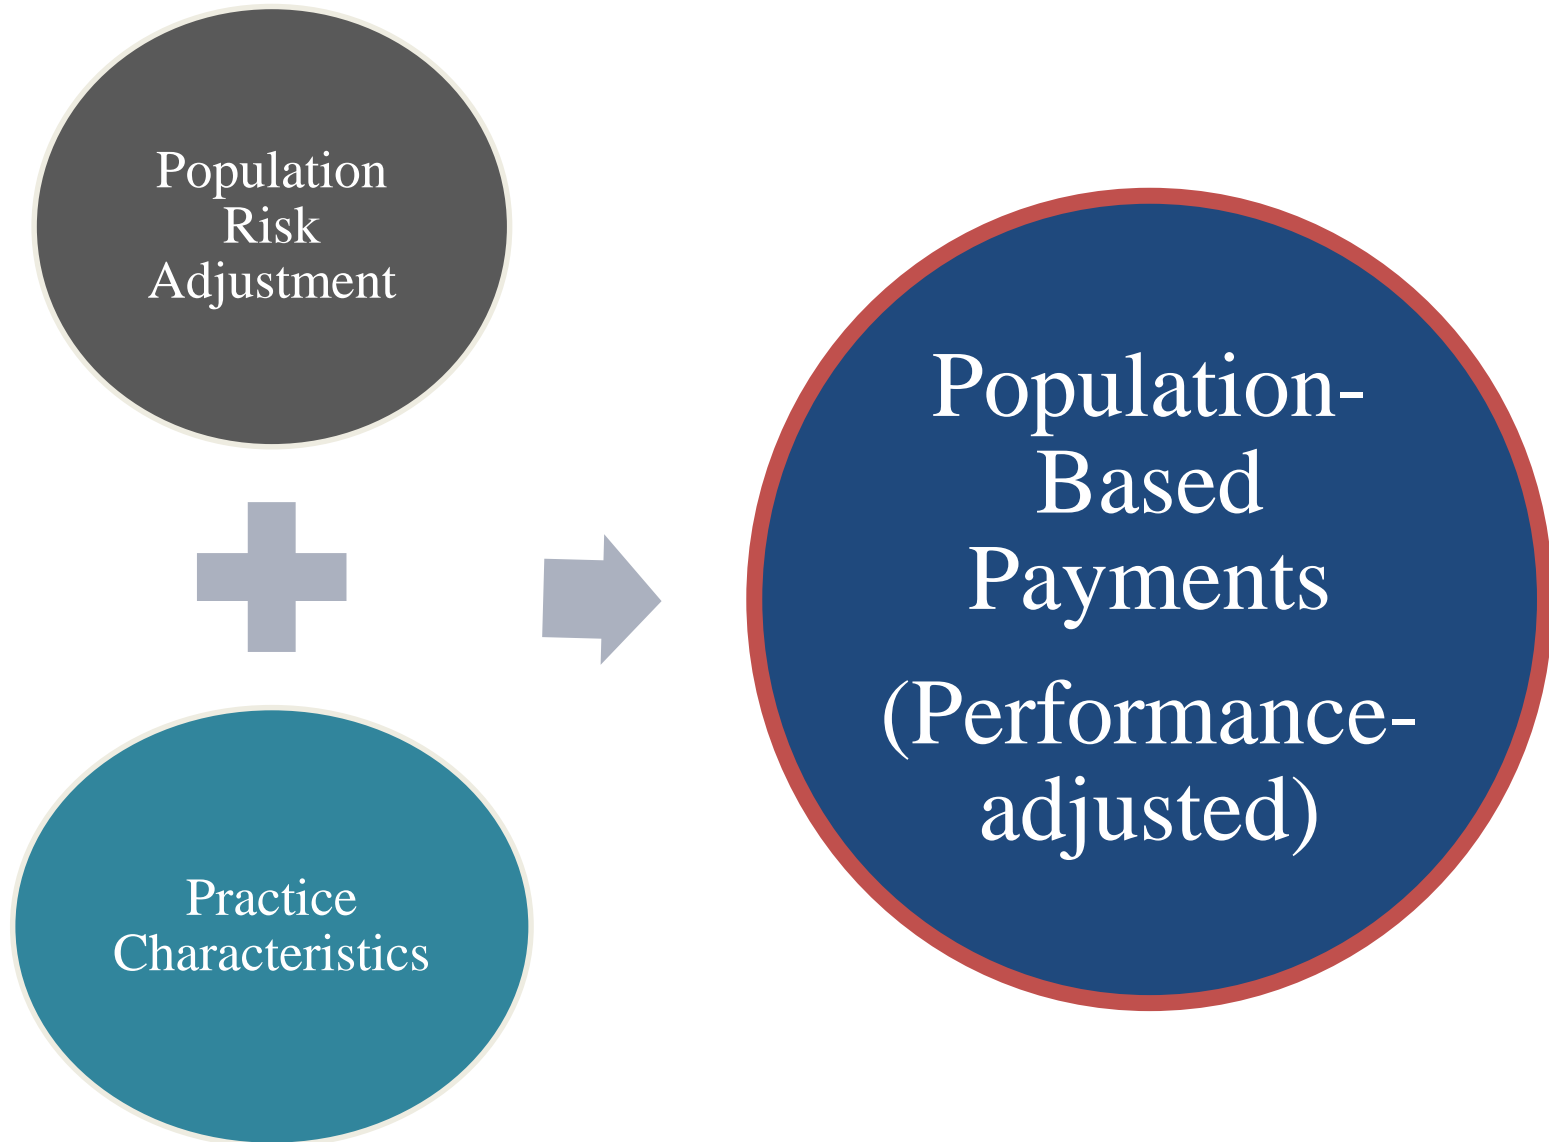 Population
Risk
Adjustment
Practice
Characteristics
Population-
Based
Payments
(Performance-
adjusted)